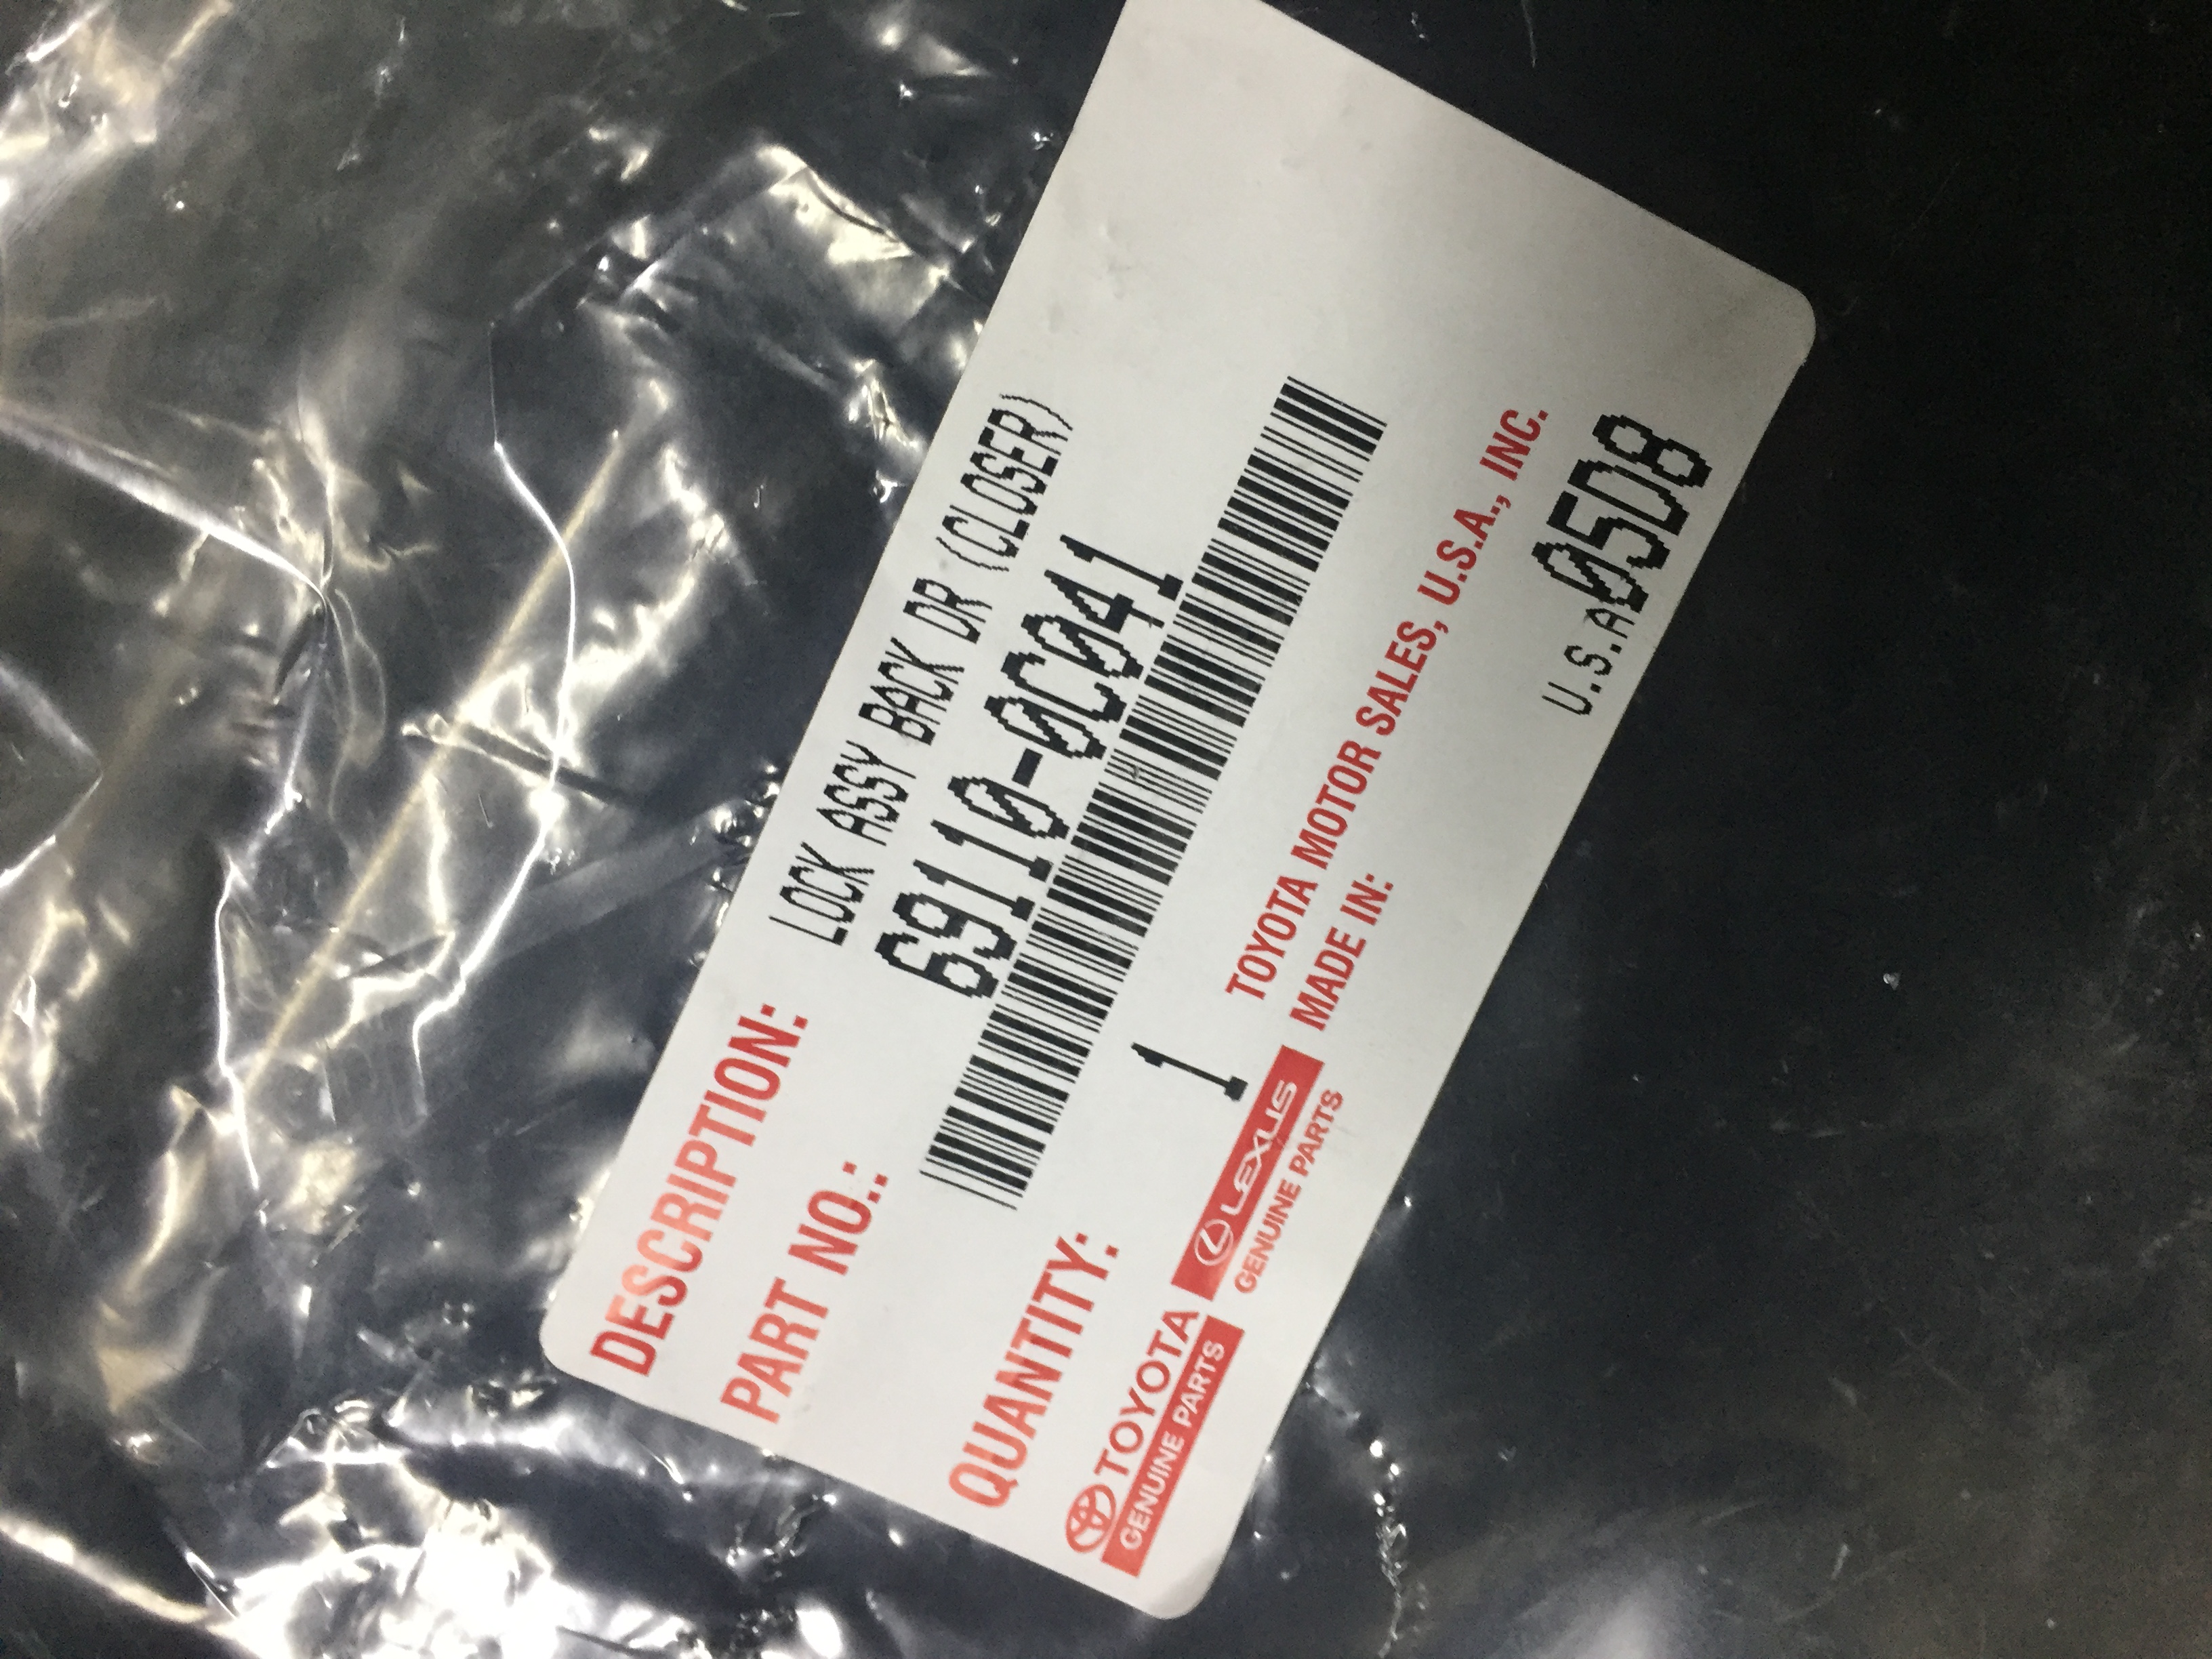 DESCRIPTION: LOCK ASSY BACK DR (CLOSER)
PART NO.: 69110-0C041
QUANTITY: 1
TOYOTA
GENUINE PARTS
LEXUS
GENUINE PARTS
TOYOTA MOTOR SALES, U.S.A., INC.
MADE IN: U.S.A
05D8